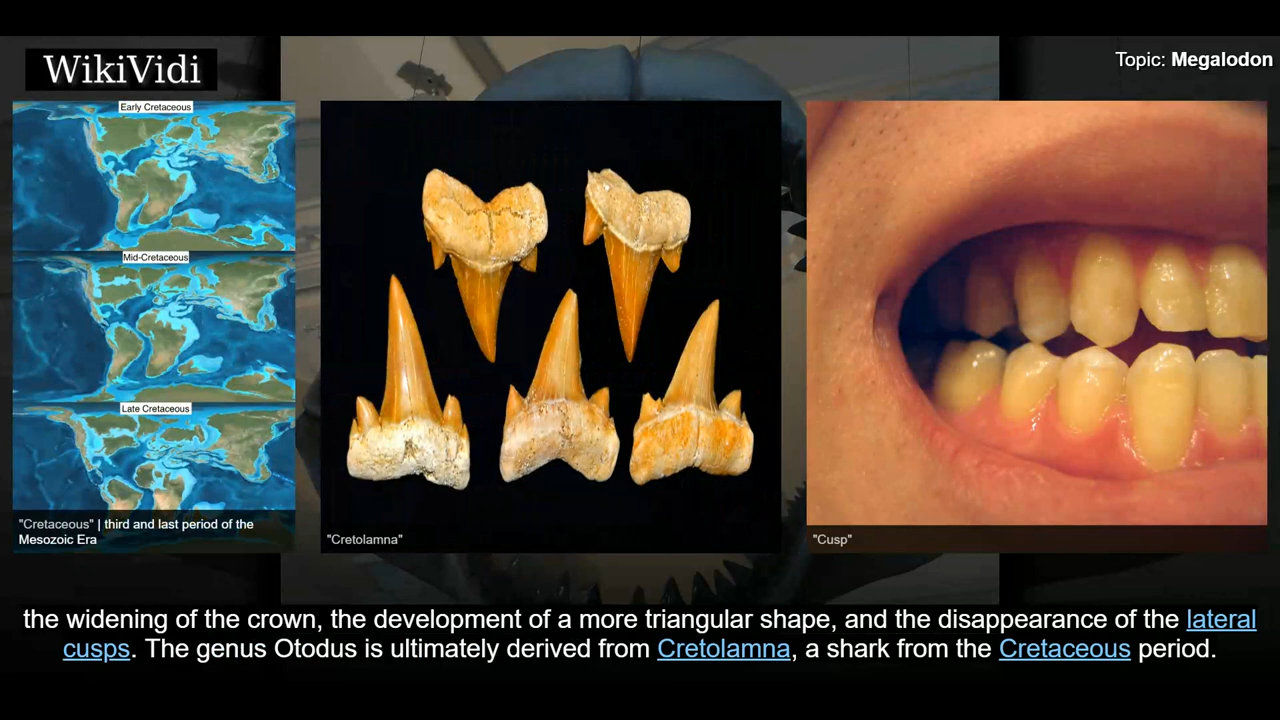 WikiVidi
Topic: Megalodon
Early Cretaceous
Mid-Cretaceous
Late Cretaceous
"Cretaceous" | third and last period of the
Mesozoic Era
"Cretolamna"
"Cusp"
the widening of the crown, the development of a more triangular shape, and the disappearance of the lateral
cusps. The genus Otodus is ultimately derived from Cretolamna, a shark from the Cretaceous period.